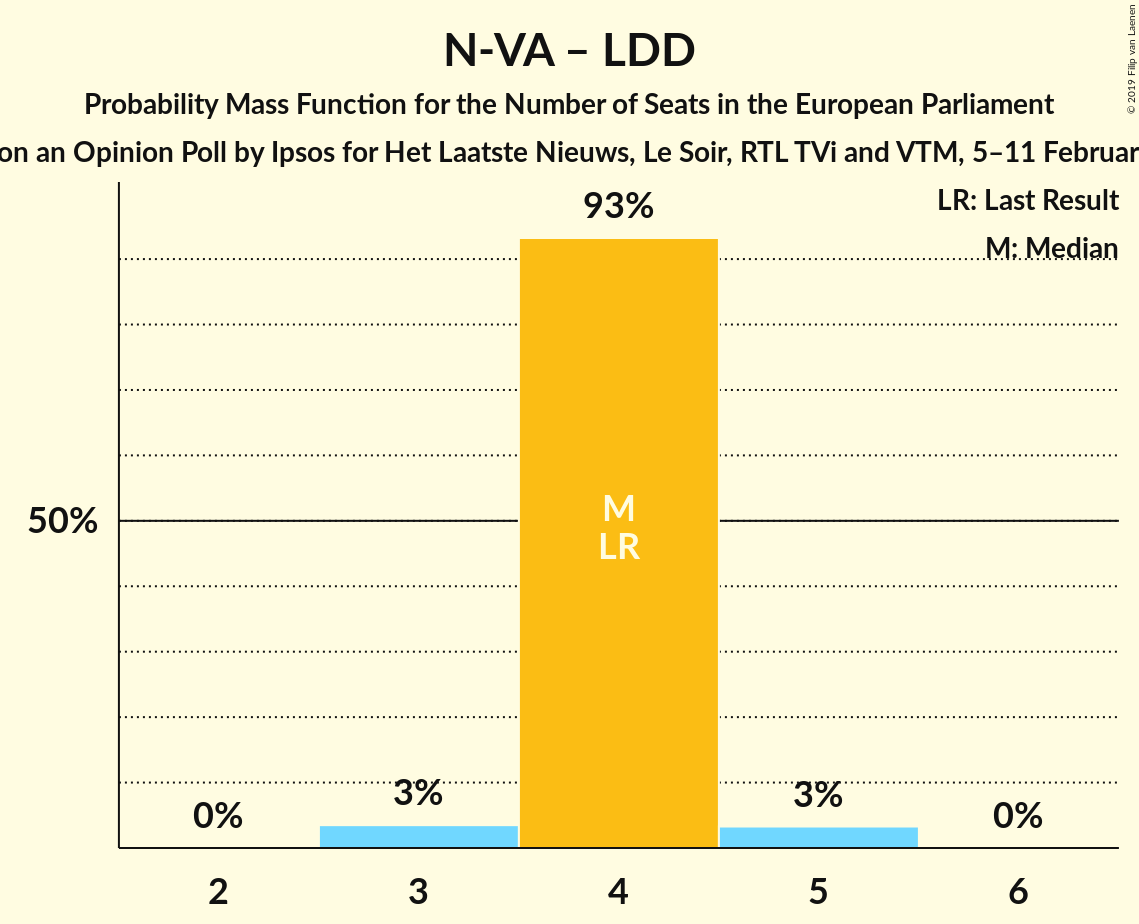 N-VA – LDD
Probability Mass Function for the Number of Seats in the European Parliament
on an Opinion Poll by Ipsos for Het Laatste Nieuws, Le Soir, RTL TVi and VTM, 5–11 Februar
© 2019 Filip van Laenen
LR: Last Result
M: Median
93%
50%
M
LR
0%
3%
3%
0%
2
3
4
5
6